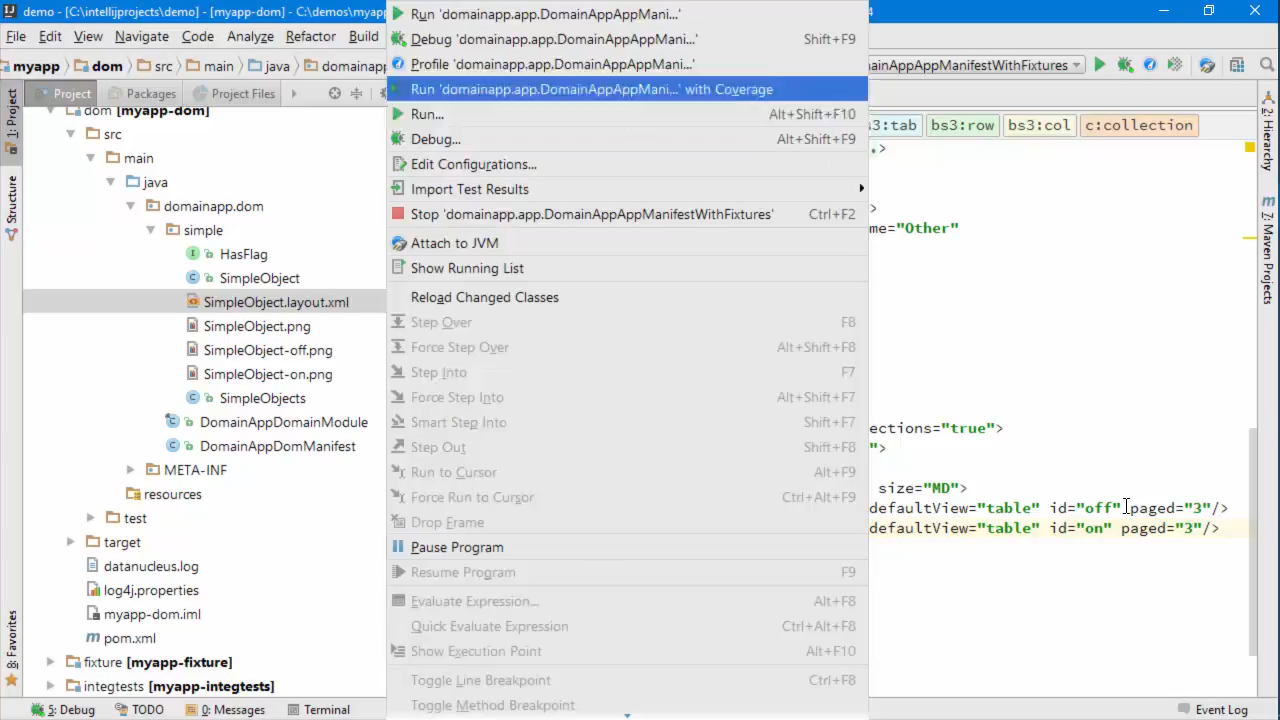 demo - [C:\intellijprojects\demo] - [myapp-dom] - [C:\demos\myapp
4
File Edit View Navigate Code Analyze Refactor Build
myapp dom src main java domainapp
AppManifestWithFixtures
1: Project
Structure
8: Favorites
Project Packages Project Files
dom [myapp-dom]
src
main
java
domainapp.dom
simple
HasFlag
SimpleObject
SimpleObject.layout.xml
SimpleObject.png
SimpleObject-off.png
SimpleObject-on.png
SimpleObjects
DomainAppDomainModule
DomainAppDomManifest
META-INF
resources
test
target
datanucleus.log
log4j.properties
myapp-dom.iml
pom.xml
fixture [myapp-fixture]
integtests [myapp-integtests]
Run 'domainapp.app.DomainAppAppMani...'
Debug 'domainapp.app.DomainAppAppMani...' Shift+F9
Profile 'domainapp.app.DomainAppAppMani...'
Run 'domainapp.app.DomainAppAppMani...' with Coverage
Run... Alt+Shift+F10
Debug... Alt+Shift+F9
Edit Configurations...
Import Test Results
Stop 'domainapp.app.DomainAppAppManifestWithFixtures' Ctrl+F2
Attach to JVM
Show Running List
Reload Changed Classes
Step Over F8
Force Step Over Alt+Shift+F8
Step Into F7
Force Step Into Alt+Shift+F7
Smart Step Into Shift+F7
Step Out Shift+F8
Run to Cursor Alt+F9
Force Run to Cursor Ctrl+Alt+F9
Drop Frame
Pause Program
Resume Program F9
Evaluate Expression... Alt+F8
Quick Evaluate Expression Ctrl+Alt+F8
Show Execution Point Alt+F10
Toggle Line Breakpoint Ctrl+F8
Toggle Method Breakpoint
s3:tab bs3:row bs3:col c:collection
.>
>
me="Other"
ections="true">
">
size="MD">
defaultView="table" id="off" paged="3"/>
defaultView="table" id="on" paged="3"/>
2: Hierarchy
7: Maven Projects
5: Debug TODO 0: Messages Terminal Event Log